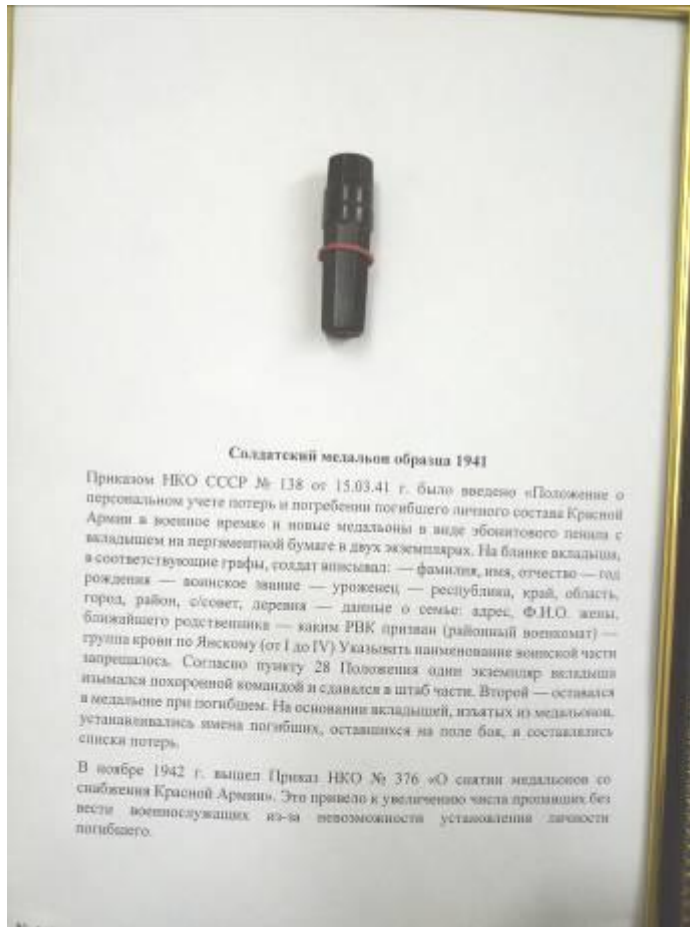 Солдатский медальон образца 1941
Приказом НКО СССР № 138 от 15.03.41 г. было введено «Положение о
персональном учете потерь и погребении погибшего личного состава Красной
Армии в военное время» и новые медальоны в виде эбонитового пенала с
вкладышем на пергаментной бумаге в двух экземплярах. На бланке вкладыша,
в соответствующие графы, солдат вписывал: — фамилия, имя, отчество — год
рождения — воинское звание — уроженец — республика, край, область,
город, район, с/совет, деревня — данные о семье: адрес, Ф.И.О. жены,
ближайшего родственника — каким РВК призван (районный военкомат) —
группа крови по Янскому (от I до IV) Указывать наименование воинской части
запрещалось. Согласно пункту 28 Положения один экземпляр вкладыша
изымался похоронной командой и сдавался в штаб части. Второй — оставался
в медальоне при погибшем. На основании вкладышей, изъятых из медальонов,
устанавливались имена погибших, оставшихся на поле боя, и составлялись
списки потерь.
В ноябре 1942 г. вышел Приказ НКО № 376 «О снятии медальонов со
снабжения Красной Армии». Это привело к увеличению числа пропавших без
вести военнослужащих из-за невозможности установления личности
погибшего.